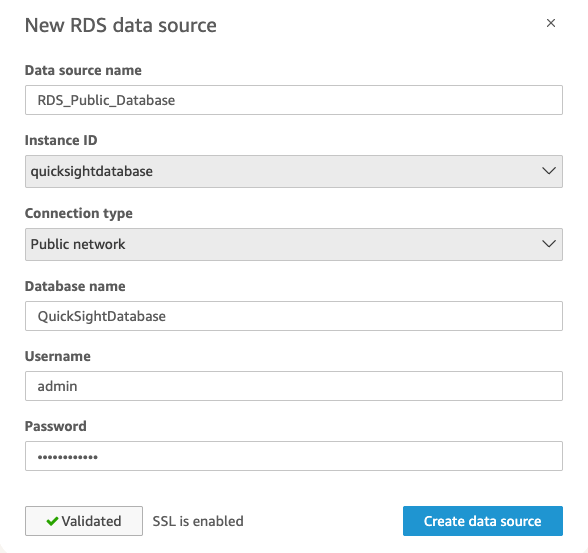 New RDS data source
Data source name
RDS_Public_Database
Instance ID
quicksightdatabase
Connection type
Public network
Database name
QuickSightDatabase
Username
admin
Password
••••••••••••
Validated SSL is enabled Create data source